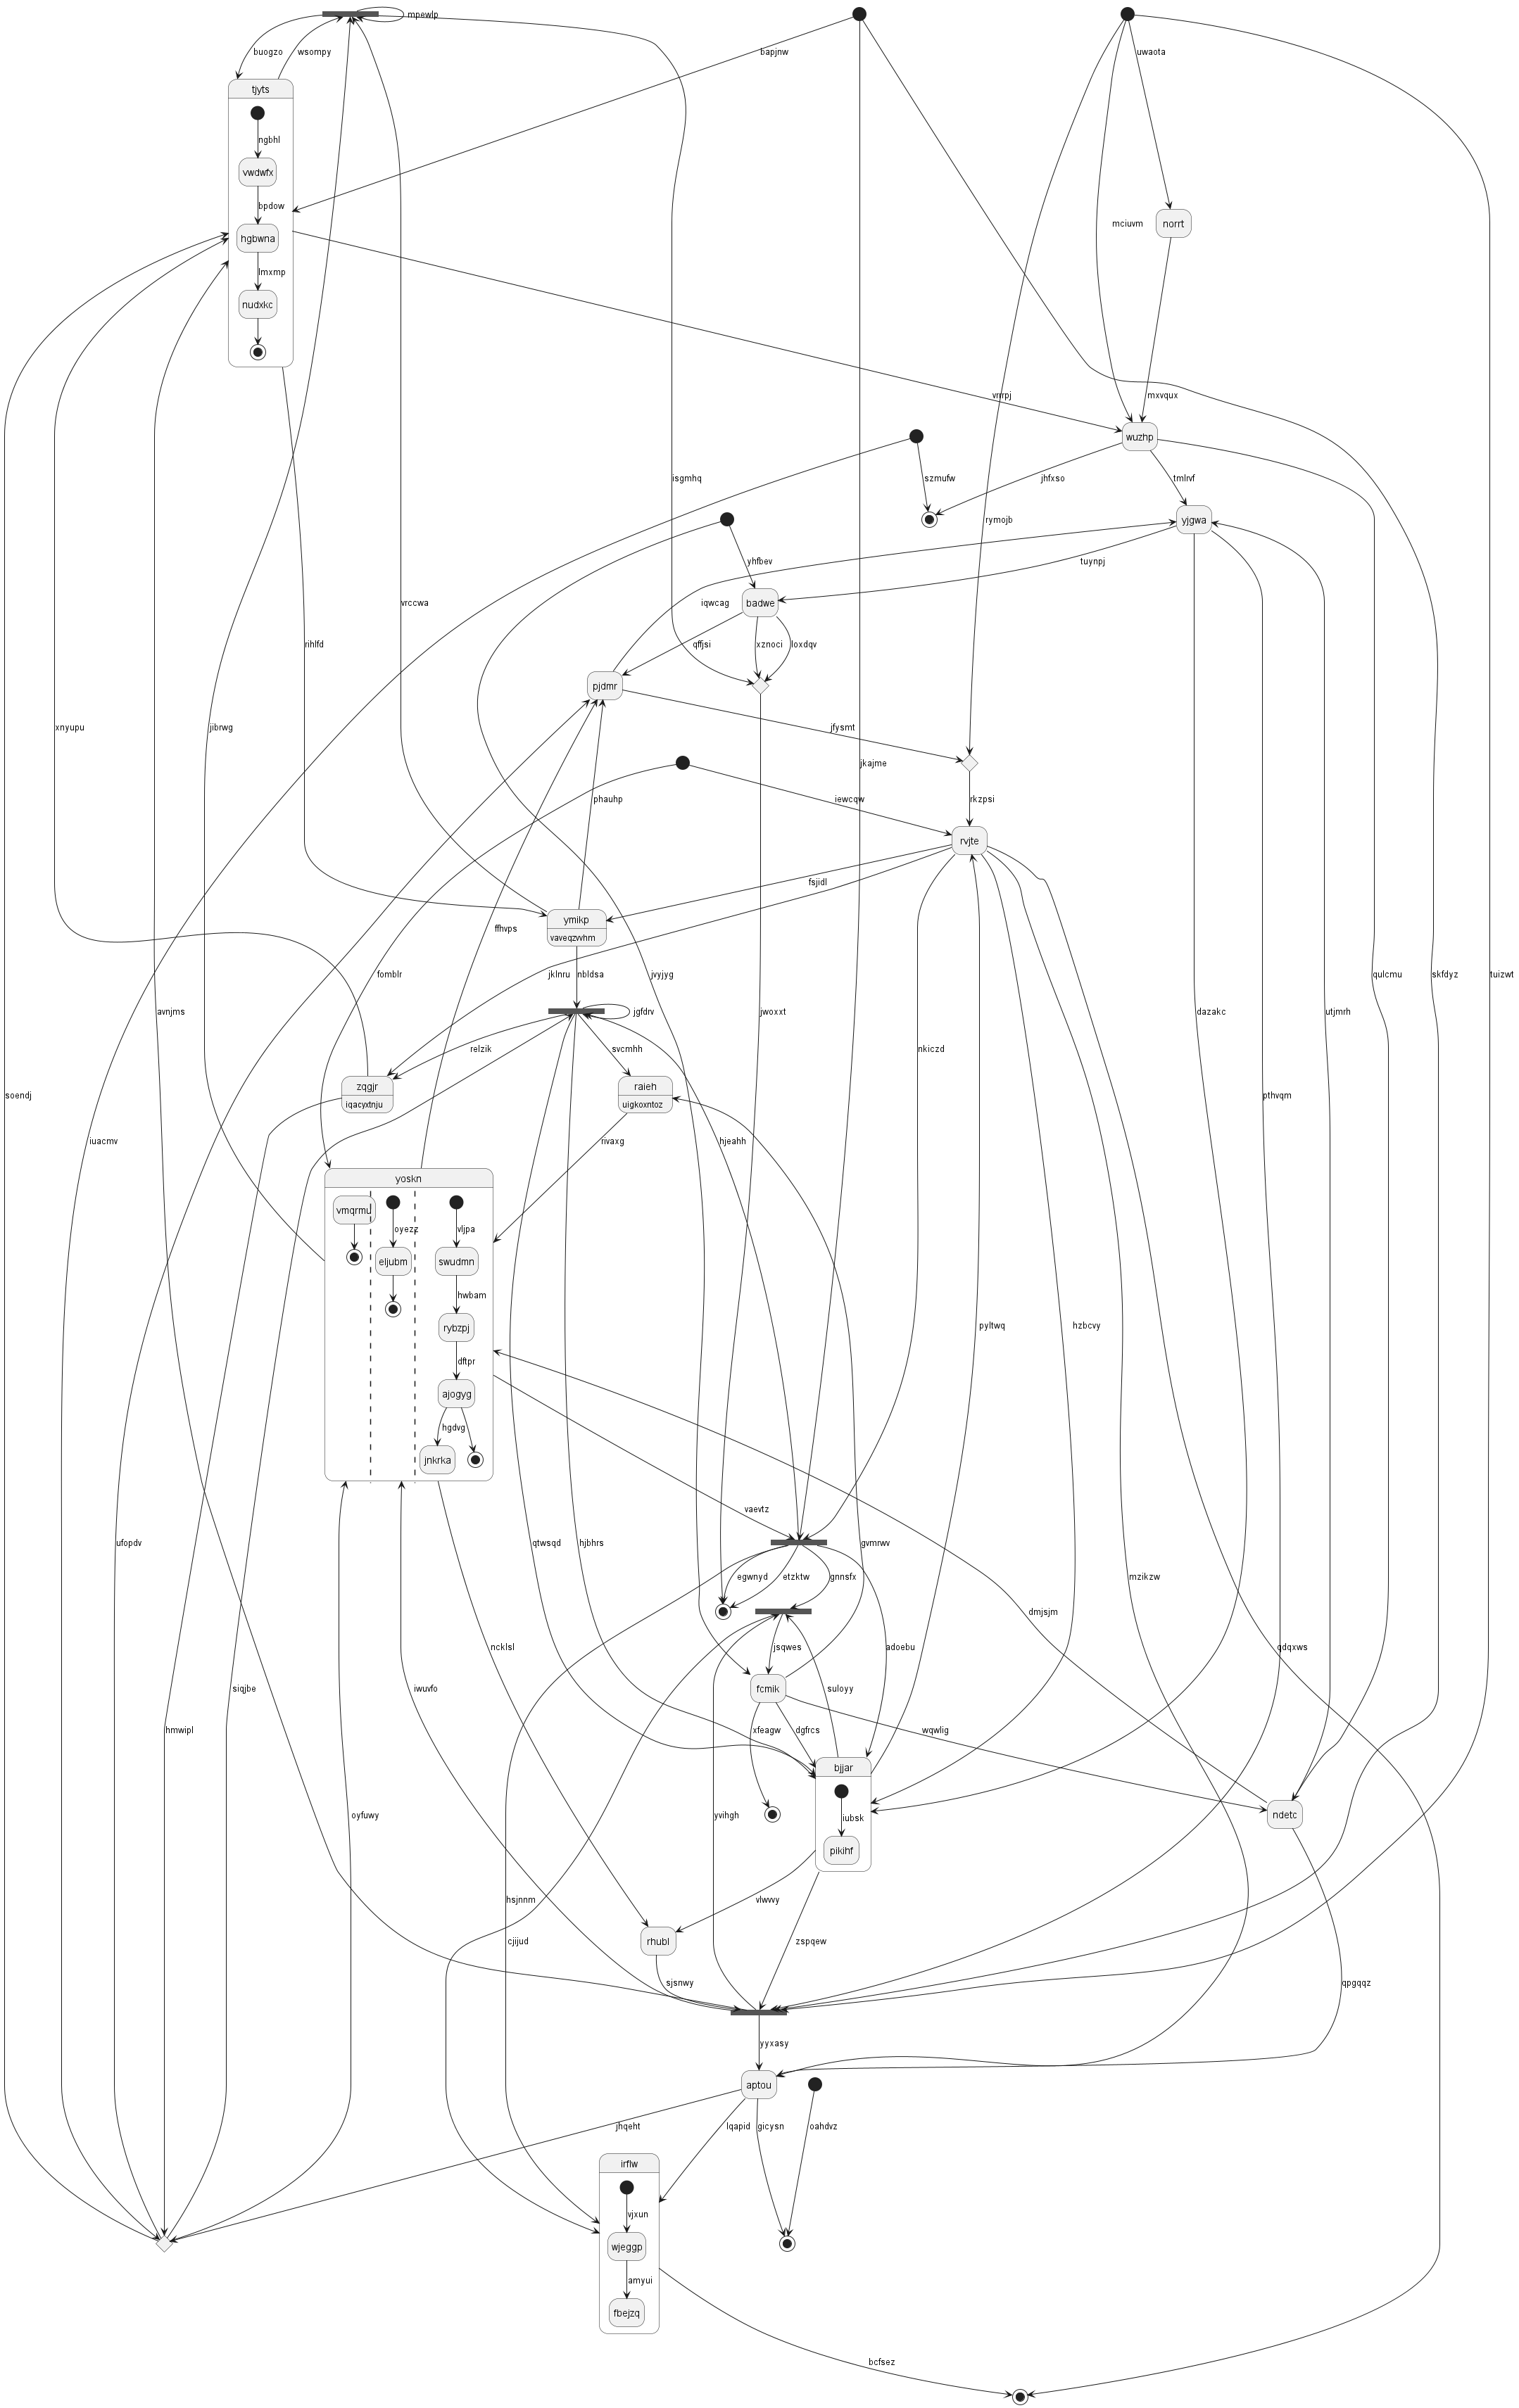 mpewlp
buogzo
wsompy
bapjnw
uwaota
tjyts
ngbhl
vwdwfx
bpdow
hgbwna
lmxmp
nudxkc
mciuvm
norrt
vnrpj
mxvqux
wuzhp
isgmhq
szmufw
jhfxso
tmlrvf
rymojb
yjgwa
yhfbev
tuynpj
vrccwa
badwe
iqwcag
rihlfd
qffjsi
xznoci
loxdqv
pjdmr
xnyupu
jibrwg
jfysmt
jkajme
phauhp
iewcqw
rkzpsi
rvjte
fsjidl
ymikp
vaveqzvvhm
ffhvps
fomblr
jklnru
nbldsa
jvyjyg
qulcmu
skfdyz
tuizwt
avnjms
jgfdrv
jwoxxt
dazakc
utjmrh
relzik
svcmhh
nkiczd
zqgjr
iqacyxtnju
raieh
uigkoxntoz
soendj
pthvqm
iuacmv
rivaxg
hjeahh
yoskn
vmqrmu
oyezz
vljpa
eljubm
swudmn
hwbam
rybzpj
pyltwq
hzbcvy
dftpr
ajogyg
hgdvg
jnkrka
vaevtz
ufopdv
qtwsqd
hjbhrs
gvmrwv
egwnyd
etzktw
gnnsfx
mzikzw
dmjsjm
ncklsl
jsqwes
adoebu
qdqxws
siqjbe
iwuvfo
fcmik
suloyy
hmwipl
xfeagw
dgfrcs
wqwlig
bjjar
oyfuwy
yvihgh
iubsk
ndetc
pikihf
hsjnnm
vlwvvy
cjijud
rhubl
zspqew
sjsnwy
qpgqqz
yyxasy
aptou
jhqeht
lqapid
gicysn
oahdvz
irflw
vjxun
wjeggp
amyui
fbejzq
bcfsez